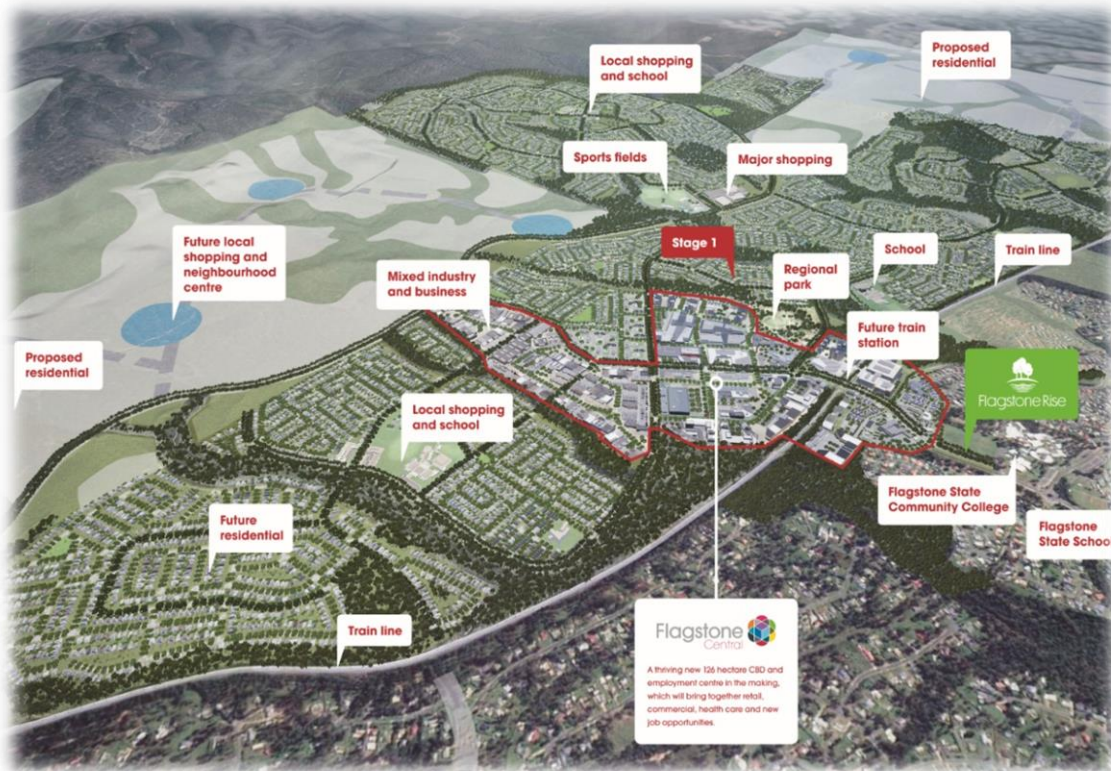 Local shopping
and school
Proposed
residential
Sports fields
Major shopping
Stage 1
School
Train line
Future local
shopping and
neighbourhood
centre
Mixed industry
and business
Regional
park
Future train
station
Proposed
residential
Flagstone Rise
Local shopping
and school
Flagstone State
Community College
Flagstone
State School
Future
residential
Train line
Flagstone
Central
A thriving new 126 hectare CBD and
employment centre in the making,
which will bring together retail,
commercial, health care and new
job opportunities.